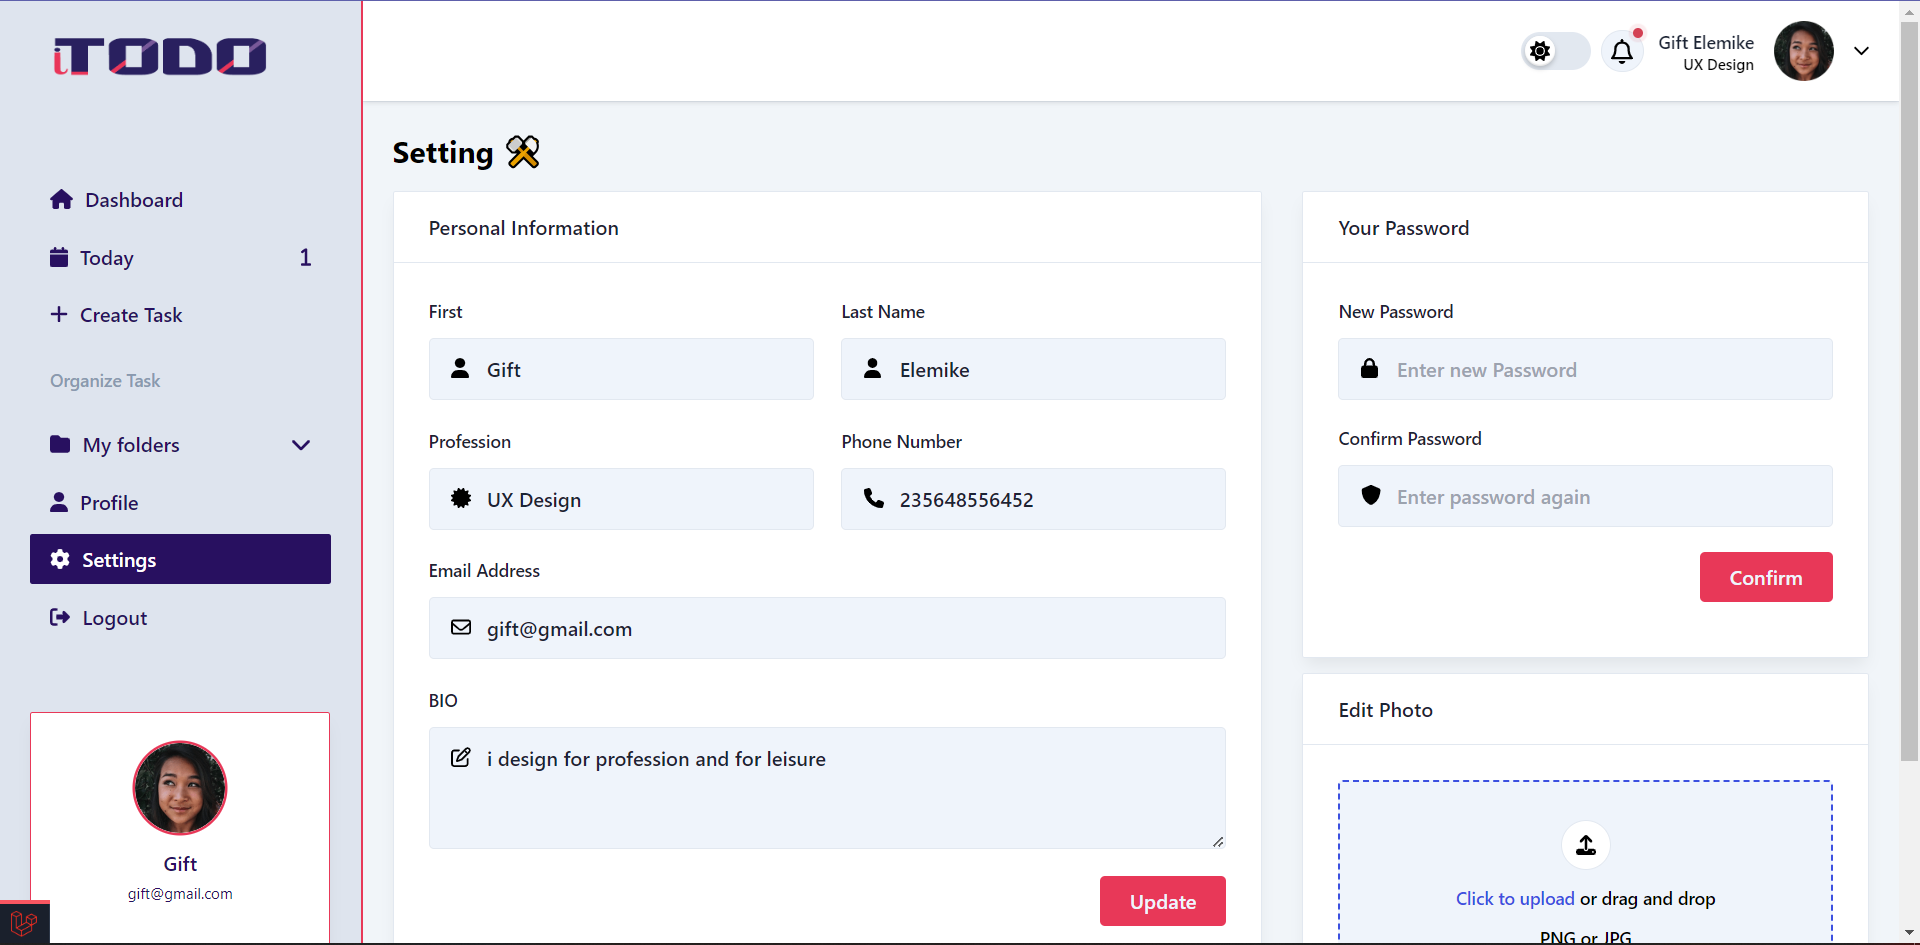 iTODO
Gift Elemike
UX Design
Dashboard
Today 1
Create Task
Organize Task
My folders
Profile
Settings
Logout
Gift
gift@gmail.com
Setting
Personal Information
First
Last Name
Gift
Elemike
Profession
Phone Number
UX Design
235648556452
Email Address
gift@gmail.com
BIO
i design for profession and for leisure
Update
Your Password
New Password
Enter new Password
Confirm Password
Enter password again
Confirm
Edit Photo
Click to upload or drag and drop
PNG or JPG